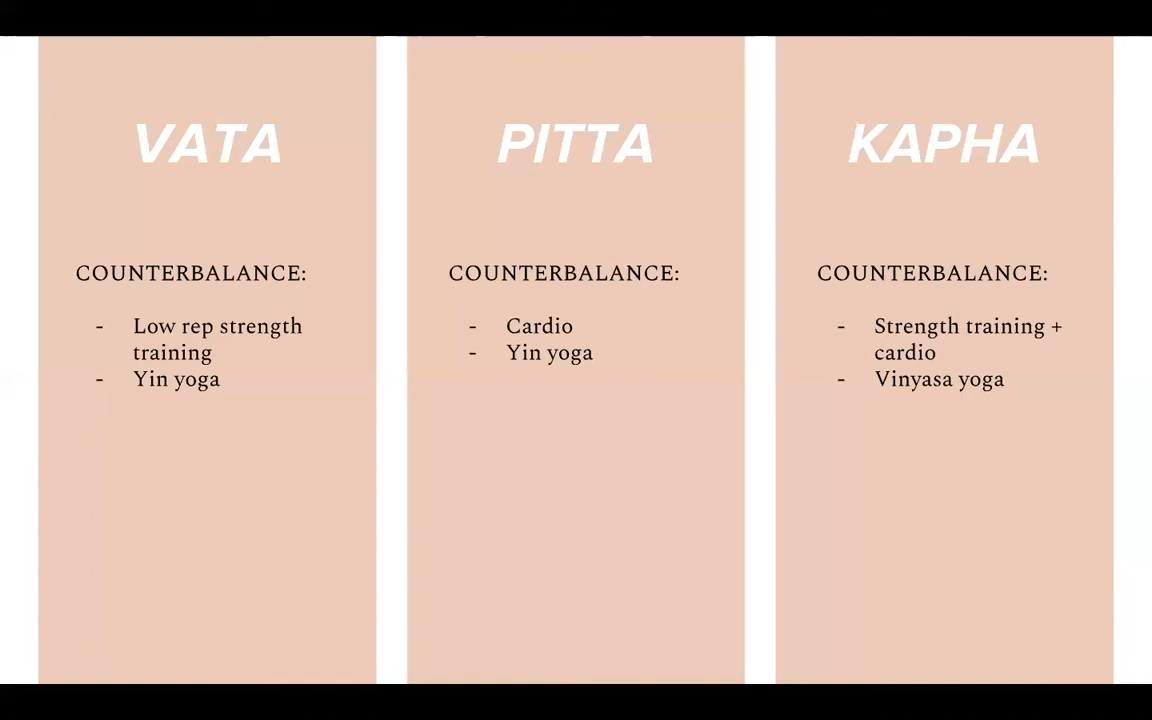 VATA
COUNTERBALANCE:
- Low rep strength
training
- Yin yoga
PITTA
COUNTERBALANCE:
- Cardio
- Yin yoga
KAPHA
COUNTERBALANCE:
- Strength training +
cardio
- Vinyasa yoga